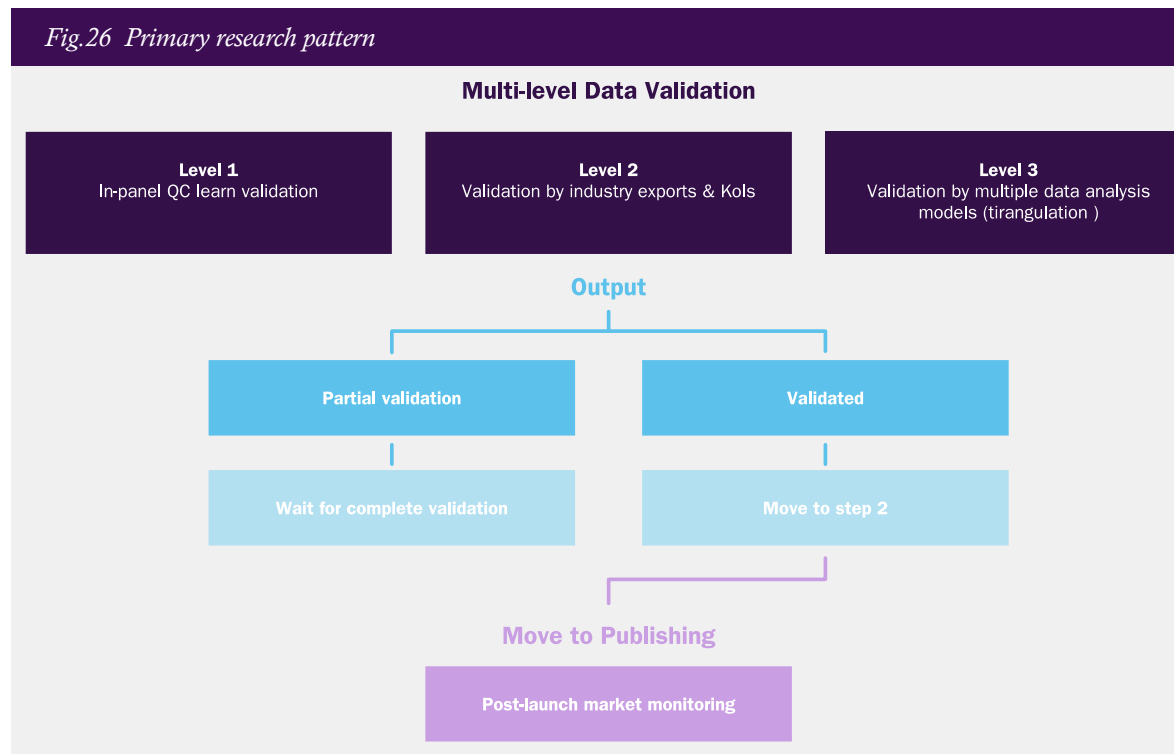 Fig.26 Primary research pattern
Multi-level Data Validation
Level 1
In-panel QC learn validation
Level 2
Validation by industry exports & Kols
Level 3
Validation by multiple data analysis
models (tirangulation )
Output
Partial validation
Validated
Wait for complete validation
Move to step 2
Move to Publishing
Post-launch market monitoring